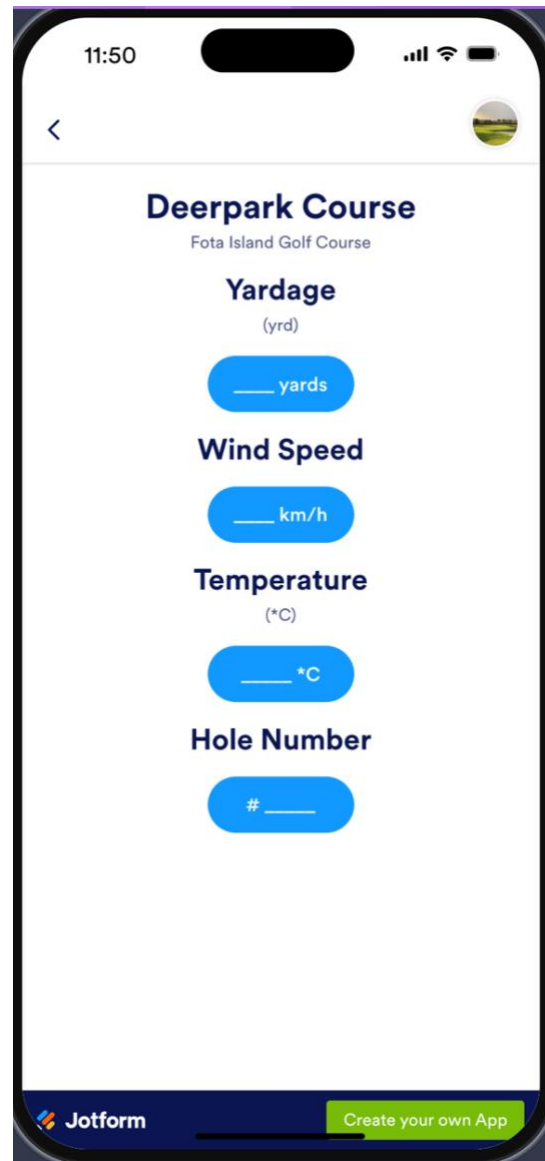 11:50
Deerpark Course
Fota Island Golf Course
Yardage
(yrd)
____ yards
Wind Speed
____ km/h
Temperature
(*C)
_____ *C
Hole Number
# _____
Jotform
Create your own App